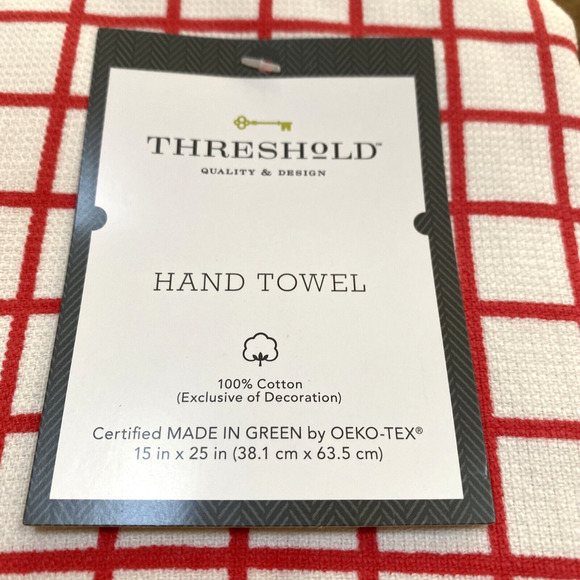 THRESHOLD™
QUALITY & DESIGN
HAND TOWEL
100% Cotton
(Exclusive of Decoration)
Certified MADE IN GREEN by OEKO-TEX®
15 in x 25 in (38.1 cm x 63.5 cm)